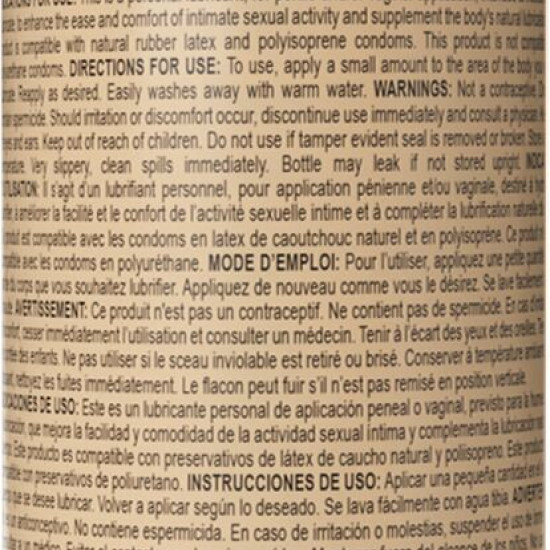 to enhance the ease and comfort of intimate sexual activity and supplement the body's natural
is compatible with natural rubber latex and polyisoprene condoms. This product is not
condoms. DIRECTIONS FOR USE: To use, apply a small amount to the area of the body
Reapply as desired. Easily washes away with warm water. WARNINGS: Not a contraceptive.
spermicide. Should irritation or discomfort occur, discontinue use immediately and consult a
and ears. Keep out of reach of children. Do not use if tamper evident seal is removed or broken.
Very slippery, clean spills immediately. Bottle may leak if not stored upright.
UTILISATION: Il s'agit d'un lubrifiant personnel, pour application pénienne et/ou vaginale, destiné à
à améliorer la facilité et le confort de l'activité sexuelle intime et à compléter la lubrification naturelle
est compatible avec les condoms en latex de caoutchouc naturel et en polyisoprène. Ce produit
avec les condoms en polyuréthane. MODE D'EMPLOI: Pour l'utiliser, appliquez une petite
du corps que vous souhaitez lubrifier. Appliquez de nouveau comme vous le désirez. Se lave facilement
AVERTISSEMENT: Ce produit n'est pas un contraceptif. Ne contient pas de spermicide. En cas
cesser immédiatement l'utilisation et consulter un médecin. Tenir à l'écart des yeux et des oreilles.
des enfants. Ne pas utiliser si le sceau inviolable est retiré ou brisé. Conserver à température
nettoyez les fuites immédiatement. Le flacon peut fuir s'il n'est pas remisé en position verticale.
DE USO: Este es un lubricante personal de aplicación peneal o vaginal, previsto para
que mejora la facilidad y comodidad de la actividad sexual íntima y complementa la lubricación
Este producto es compatible con preservativos de látex de caucho natural y poliisopreno. Este
con preservativos de poliuretano. INSTRUCCIONES DE USO: Aplicar una pequeña cantidad en
que se desee lubricar. Volver a aplicar según lo deseado. Se lava fácilmente con agua tibia.
un anticonceptivo. No contiene espermicida. En caso de irritación o molestias, suspender el uso
a un médico. Evitar el